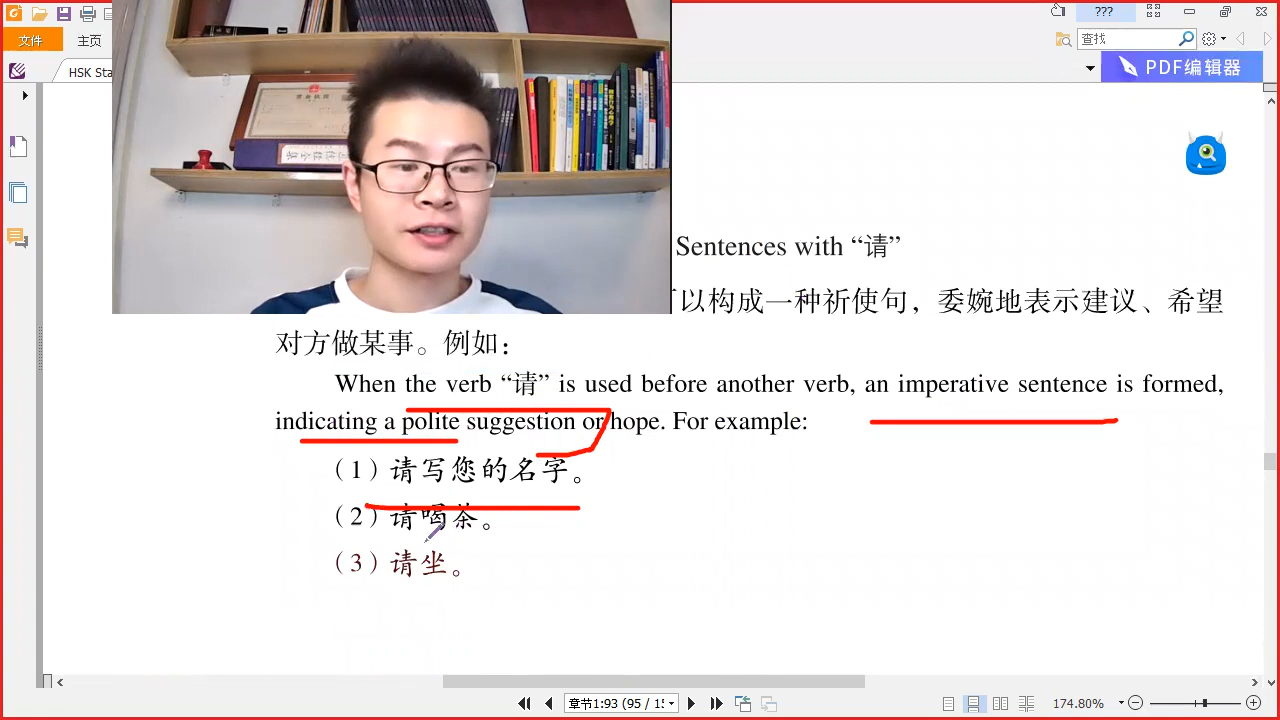 ???
文件
主页
查找
HSK Sta
PDF编辑器
Sentences with “请”
以构成一种祈使句，委婉地表示建议、希望
对方做某事。例如：
When the verb “请” is used before another verb, an imperative sentence is formed,
indicating a polite suggestion or hope. For example:
（1）请写您的名字。
（2）请喝茶。
（3）请坐。
章节1:93 (95 / 15
174.80%